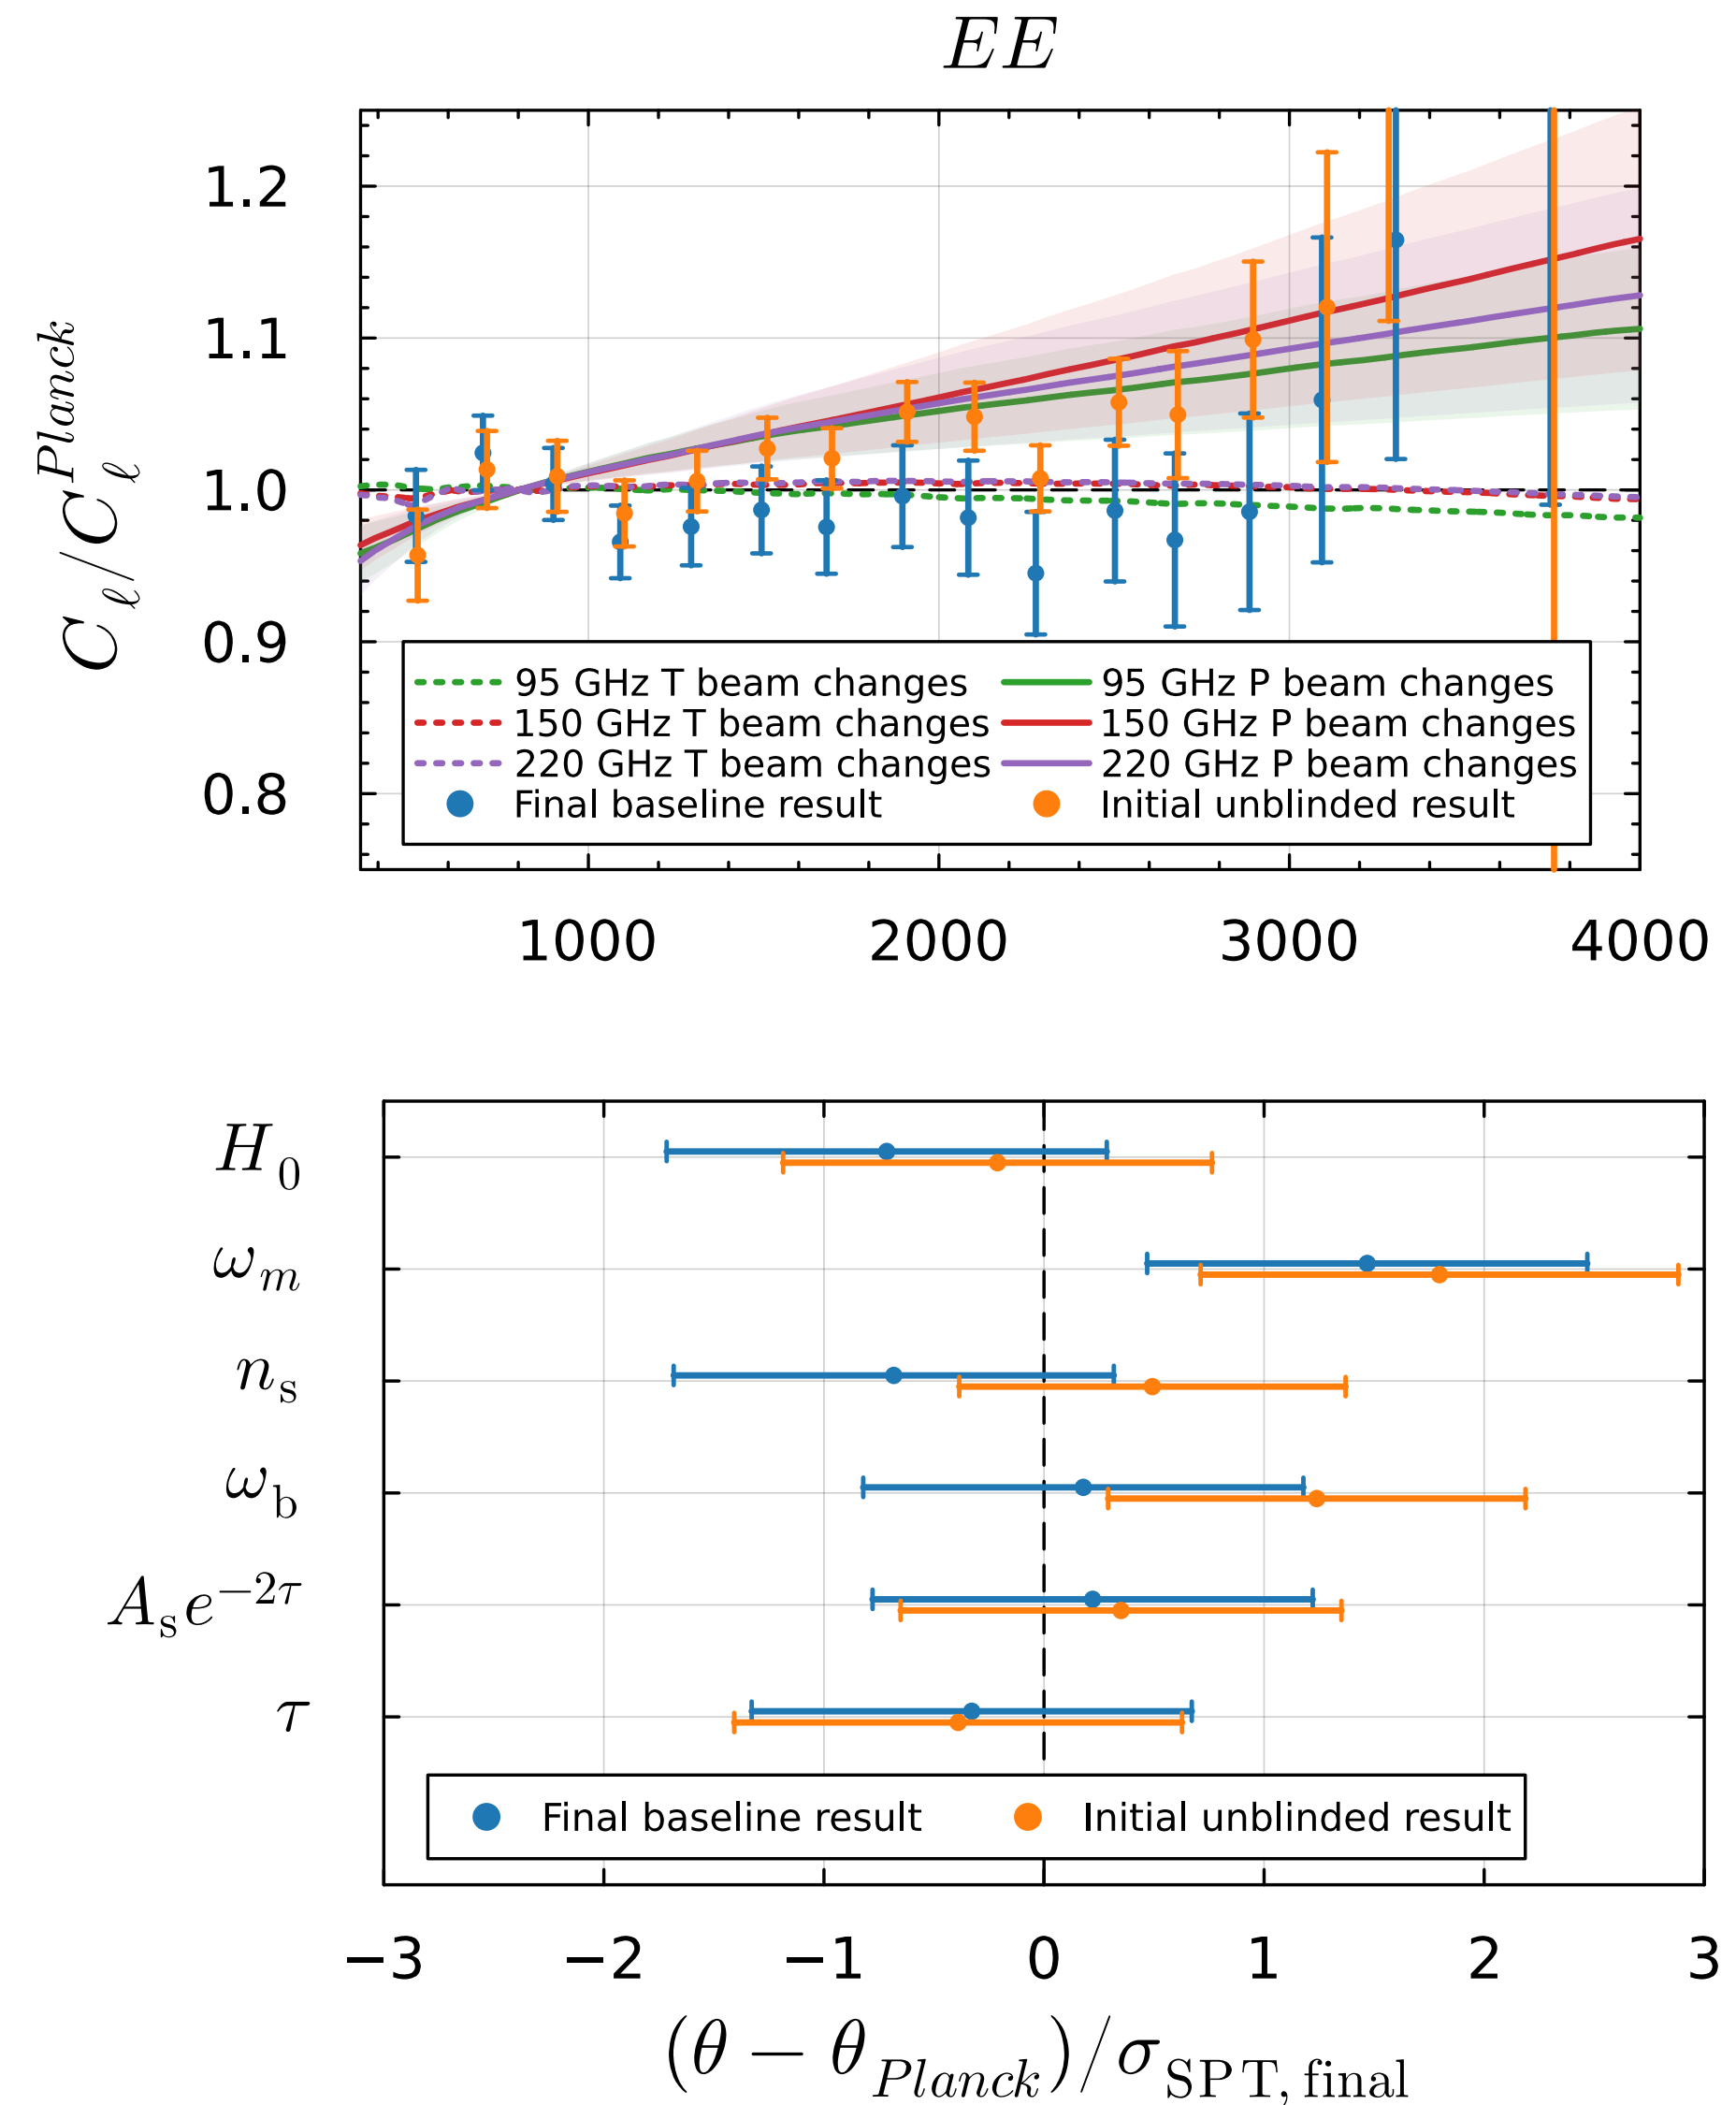 EE
C_ℓ/C_ℓ^Planck
1.2
1.1
1.0
0.9
0.8
95 GHz T beam changes 95 GHz P beam changes
150 GHz T beam changes 150 GHz P beam changes
220 GHz T beam changes 220 GHz P beam changes
Final baseline result Initial unblinded result
1000 2000 3000 4000
H_0
ω_m
n_s
ω_b
A_s e^{−2τ}
τ
Final baseline result Initial unblinded result
−3 −2 −1 0 1 2 3
(θ − θ_Planck)/σ_SPT, final